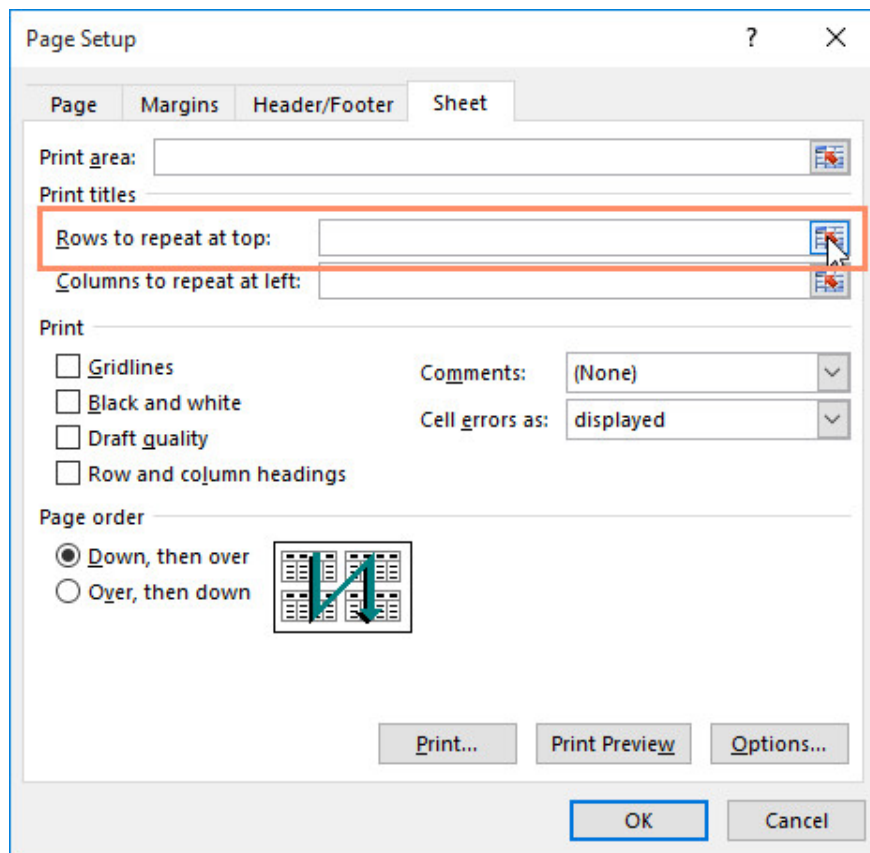 Page Setup ?
Page Margins Header/Footer Sheet
Print area:
Print titles
Rows to repeat at top:
Columns to repeat at left:
Print
Gridlines
Black and white
Draft quality
Row and column headings
Comments: (None)
Cell errors as: displayed
Page order
Down, then over
Over, then down
Print... Print Preview Options...
OK Cancel